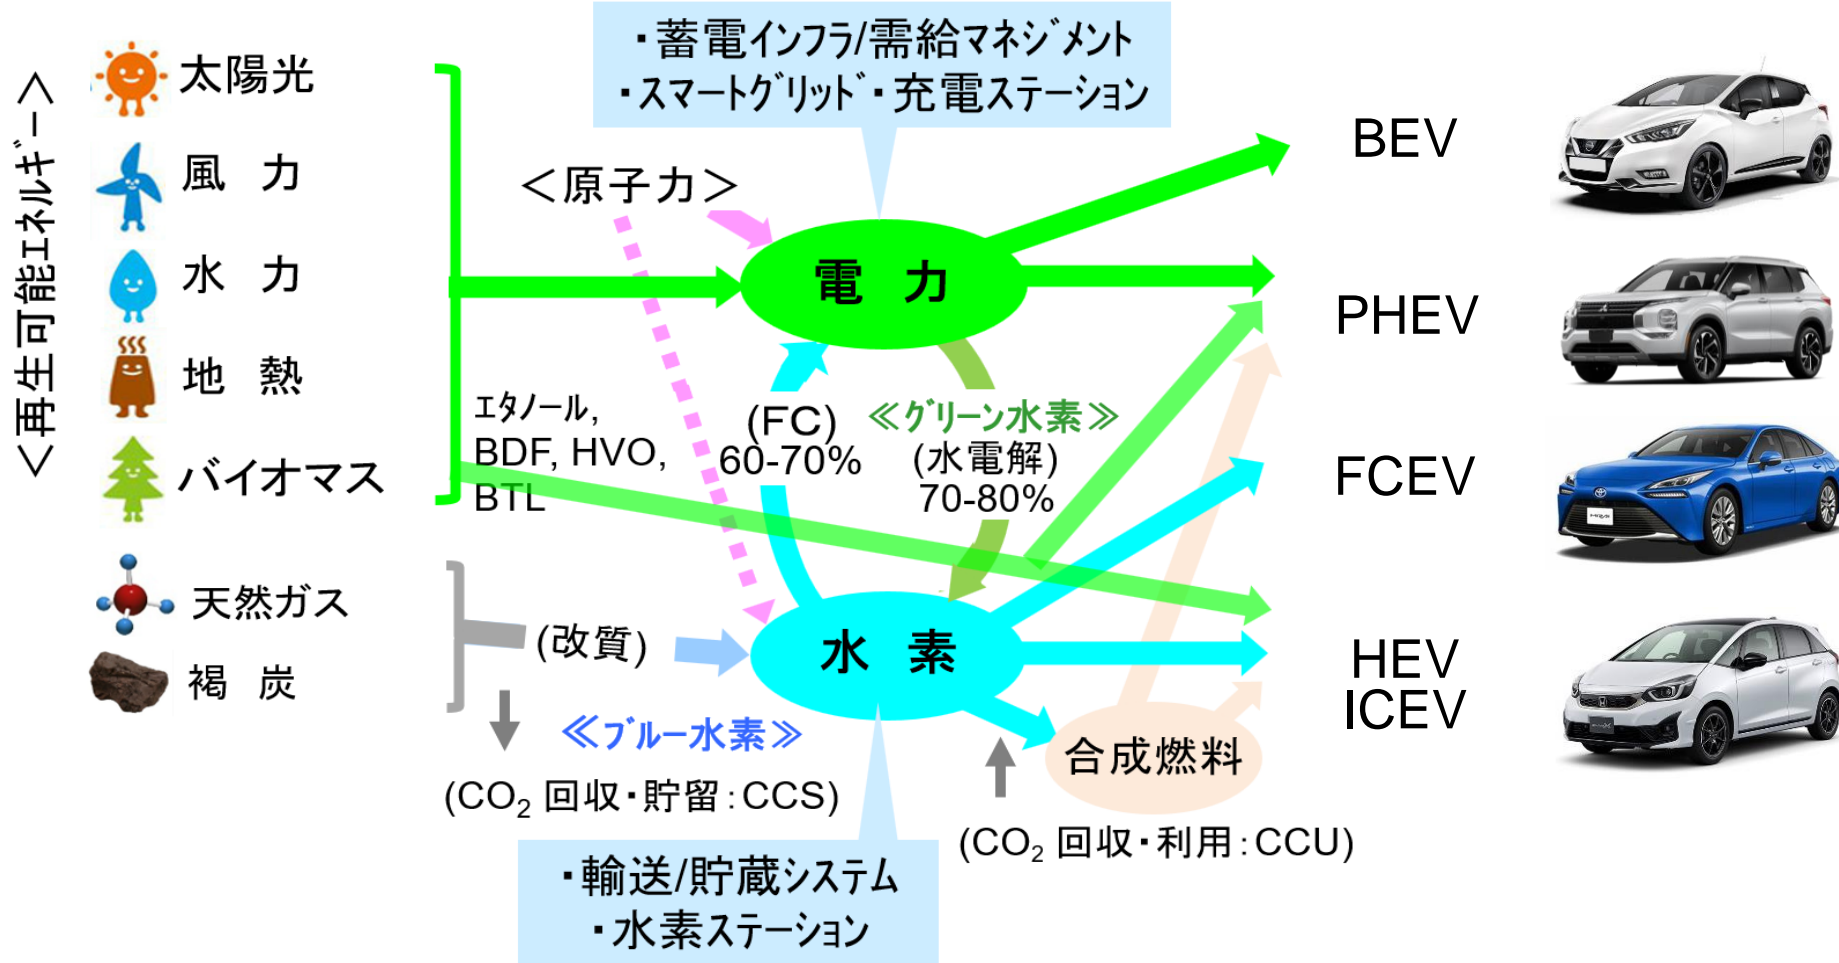 ・蓄電インフラ/需給マネジメント
・スマートグリッド・充電ステーション
＜再生可能エネルギー＞
太陽光
風　力
水　力
地　熱
バイオマス
天然ガス
褐　炭
＜原子力＞
電　力
エタノール,
BDF, HVO,
BTL
(FC)
60-70%
≪グリーン水素≫
(水電解)
70-80%
(改質)
水　素
≪ブルー水素≫
(CO₂ 回収・貯留：CCS)
合成燃料
(CO₂ 回収・利用：CCU)
・輸送/貯蔵システム
・水素ステーション
BEV
PHEV
FCEV
HEV
ICEV